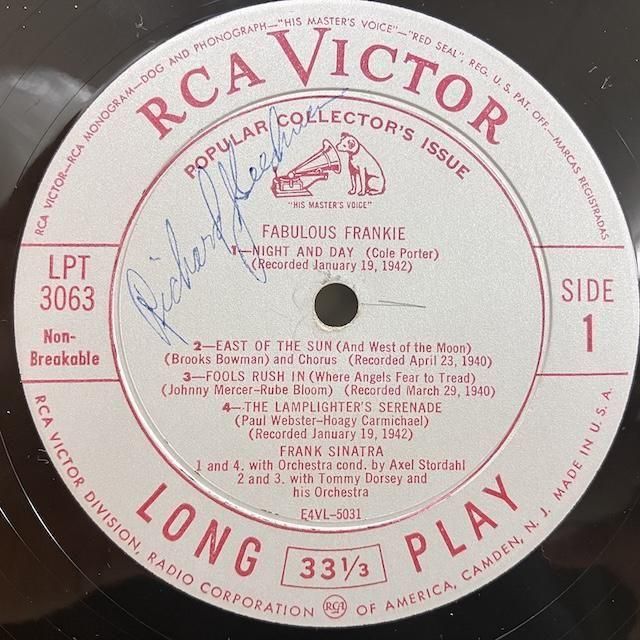 RCA VICTOR—RCA MONOGRAM—DOG AND PHONOGRAPH—"HIS MASTER'S VOICE"—"RED SEAL", REG. U.S. PAT. OFF.—MARCAS REGISTRADAS
RCA VICTOR
POPULAR COLLECTOR'S ISSUE
"HIS MASTER'S VOICE"
Richard
FABULOUS FRANKIE
1—NIGHT AND DAY (Cole Porter)
(Recorded January 19, 1942)
LPT
3063
Non-
Breakable
SIDE
1
2—EAST OF THE SUN (And West of the Moon)
(Brooks Bowman) and Chorus (Recorded April 23, 1940)
3—FOOLS RUSH IN (Where Angels Fear to Tread)
(Johnny Mercer-Rube Bloom) (Recorded March 29, 1940)
4—THE LAMPLIGHTER'S SERENADE
(Paul Webster-Hoagy Carmichael)
(Recorded January 19, 1942)
FRANK SINATRA
1 and 4. with Orchestra cond. by Axel Stordahl
2 and 3. with Tommy Dorsey and
his Orchestra
E4VL-5031
LONG 33 1/3 PLAY
RCA VICTOR DIVISION, RADIO CORPORATION RCA OF AMERICA, CAMDEN, N. J. MADE IN U.S.A.